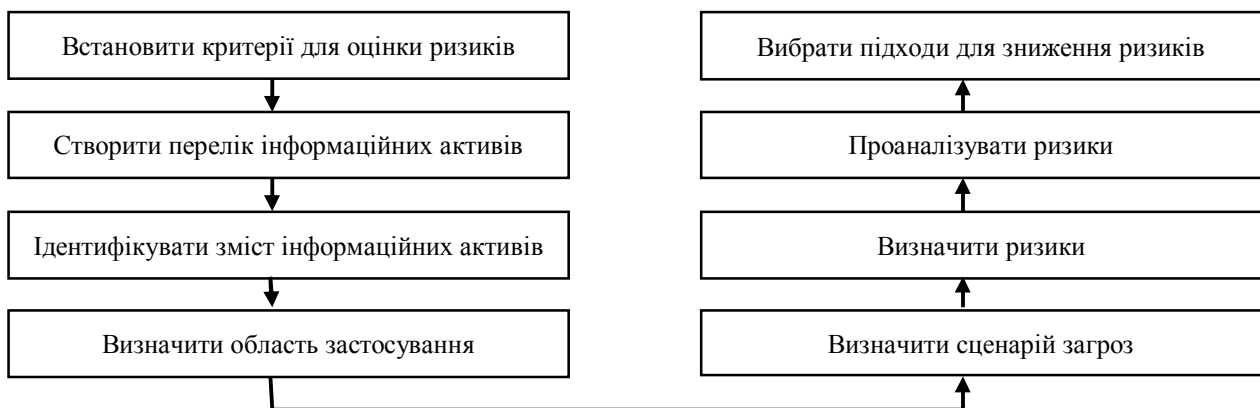 Встановити критерії для оцінки ризиків
Створити перелік інформаційних активів
Ідентифікувати зміст інформаційних активів
Визначити область застосування
Визначити сценарій загроз
Визначити ризики
Проаналізувати ризики
Вибрати підходи для зниження ризиків